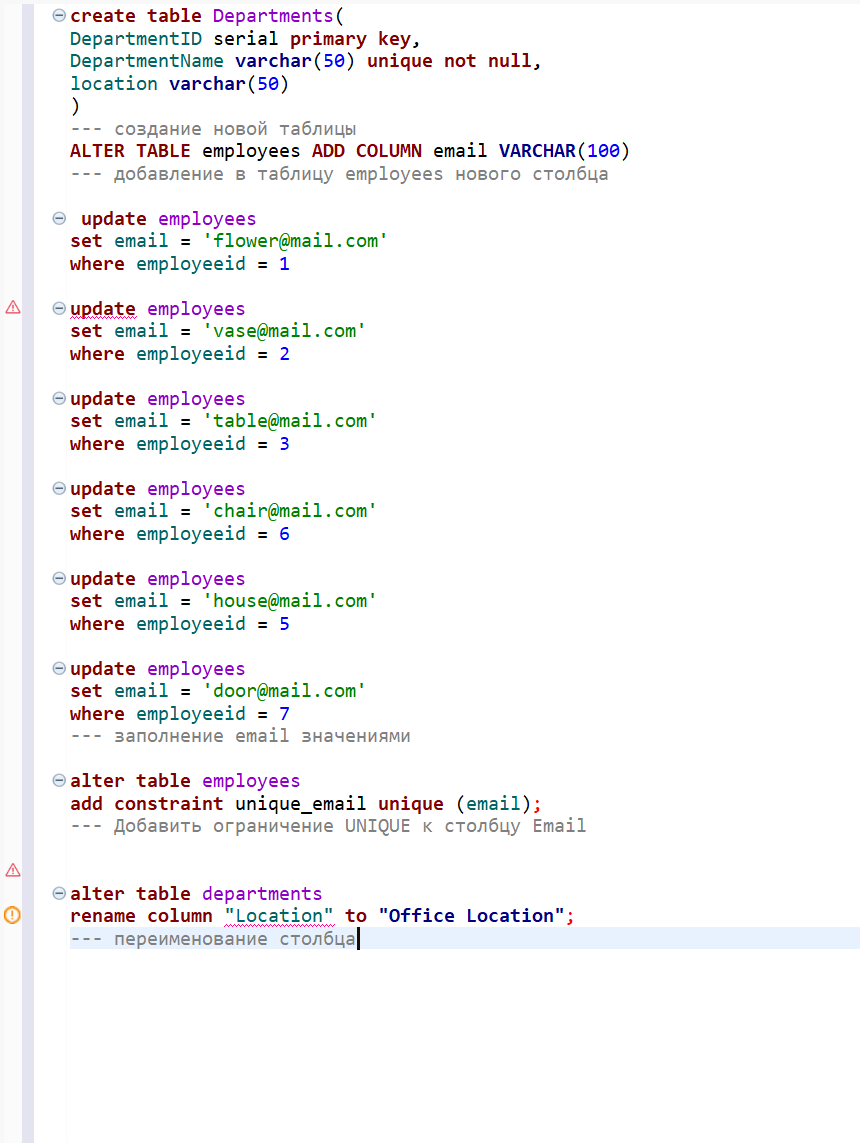 create table Departments(
DepartmentID serial primary key,
DepartmentName varchar(50) unique not null,
location varchar(50)
)
--- создание новой таблицы
ALTER TABLE employees ADD COLUMN email VARCHAR(100)
--- добавление в таблицу employees нового столбца
update employees
set email = 'flower@mail.com'
where employeeid = 1
update employees
set email = 'vase@mail.com'
where employeeid = 2
update employees
set email = 'table@mail.com'
where employeeid = 3
update employees
set email = 'chair@mail.com'
where employeeid = 6
update employees
set email = 'house@mail.com'
where employeeid = 5
update employees
set email = 'door@mail.com'
where employeeid = 7
--- заполнение email значениями
alter table employees
add constraint unique_email unique (email);
--- Добавить ограничение UNIQUE к столбцу Email
alter table departments
rename column "Location" to "Office Location";
--- переименование столбца